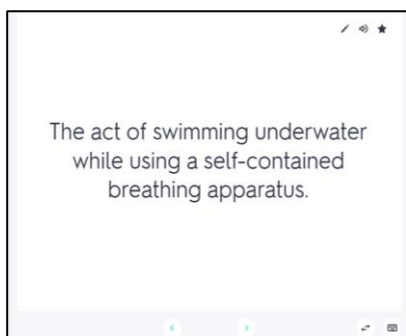 The act of swimming underwater
while using a self-contained
breathing apparatus.